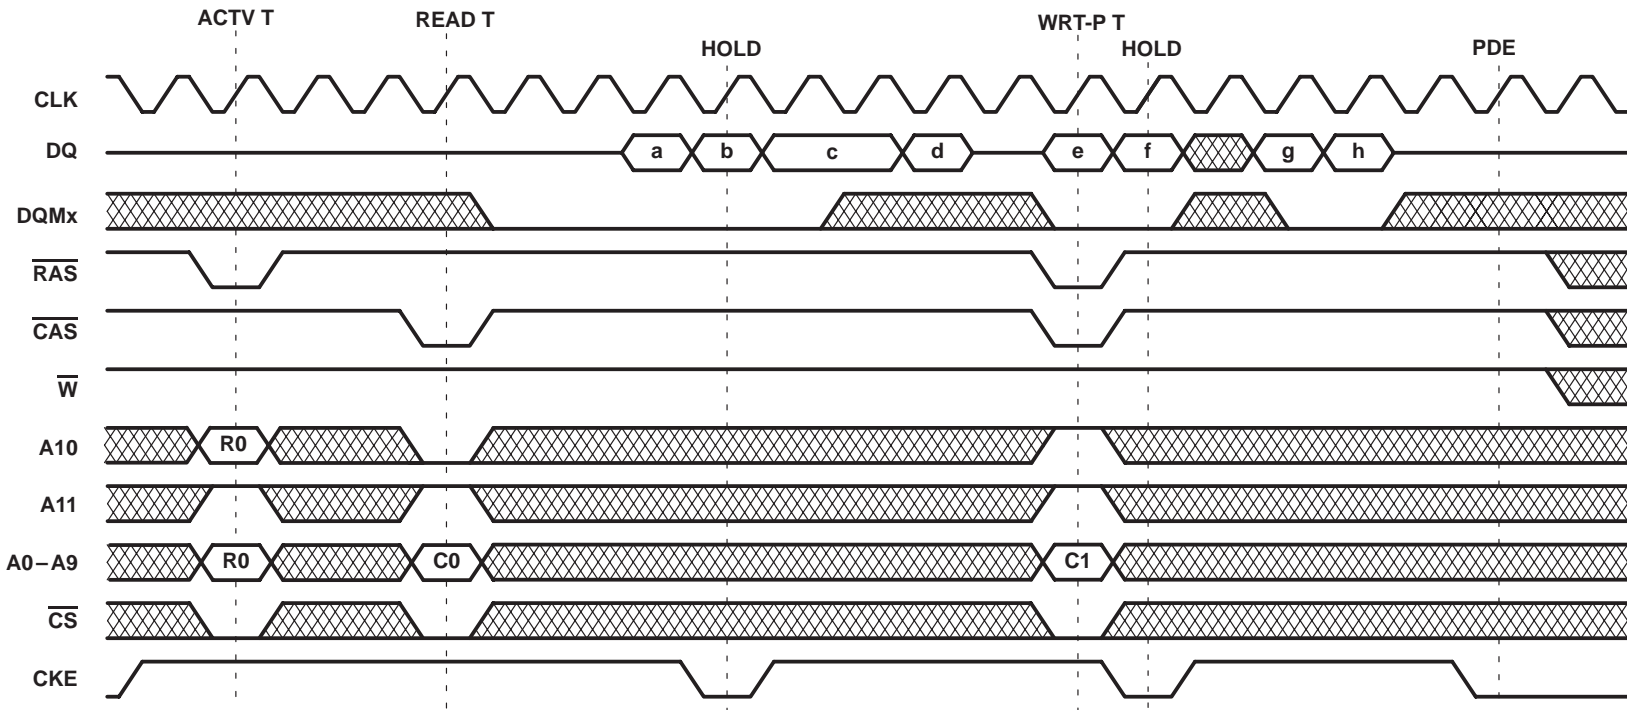 ACTV T
READ T
WRT-P T
HOLD
HOLD
PDE
CLK
DQ
a b c d e f g h
DQMx
RAS
CAS
W
A10
R0
A11
A0–A9
R0 C0 C1
CS
CKE